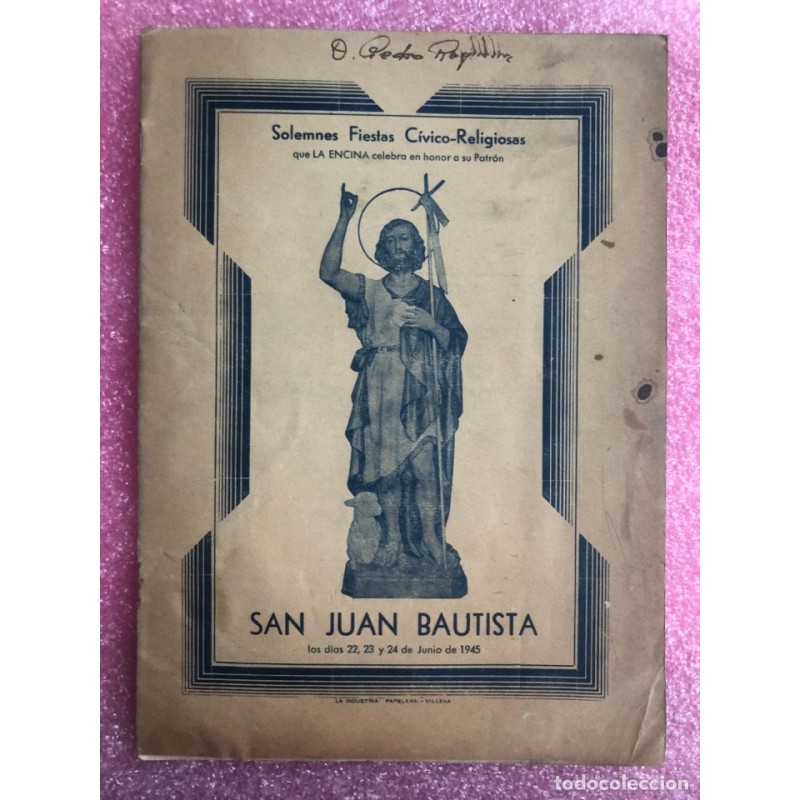 D. Pedro
Solemnes Fiestas Cívico-Religiosas
que LA ENCINA celebra en honor a su Patrón
SAN JUAN BAUTISTA
los días 22, 23 y 24 de Junio de 1945
LA INDUSTRIA PAPELERA.-VILLENA
todocoleccion